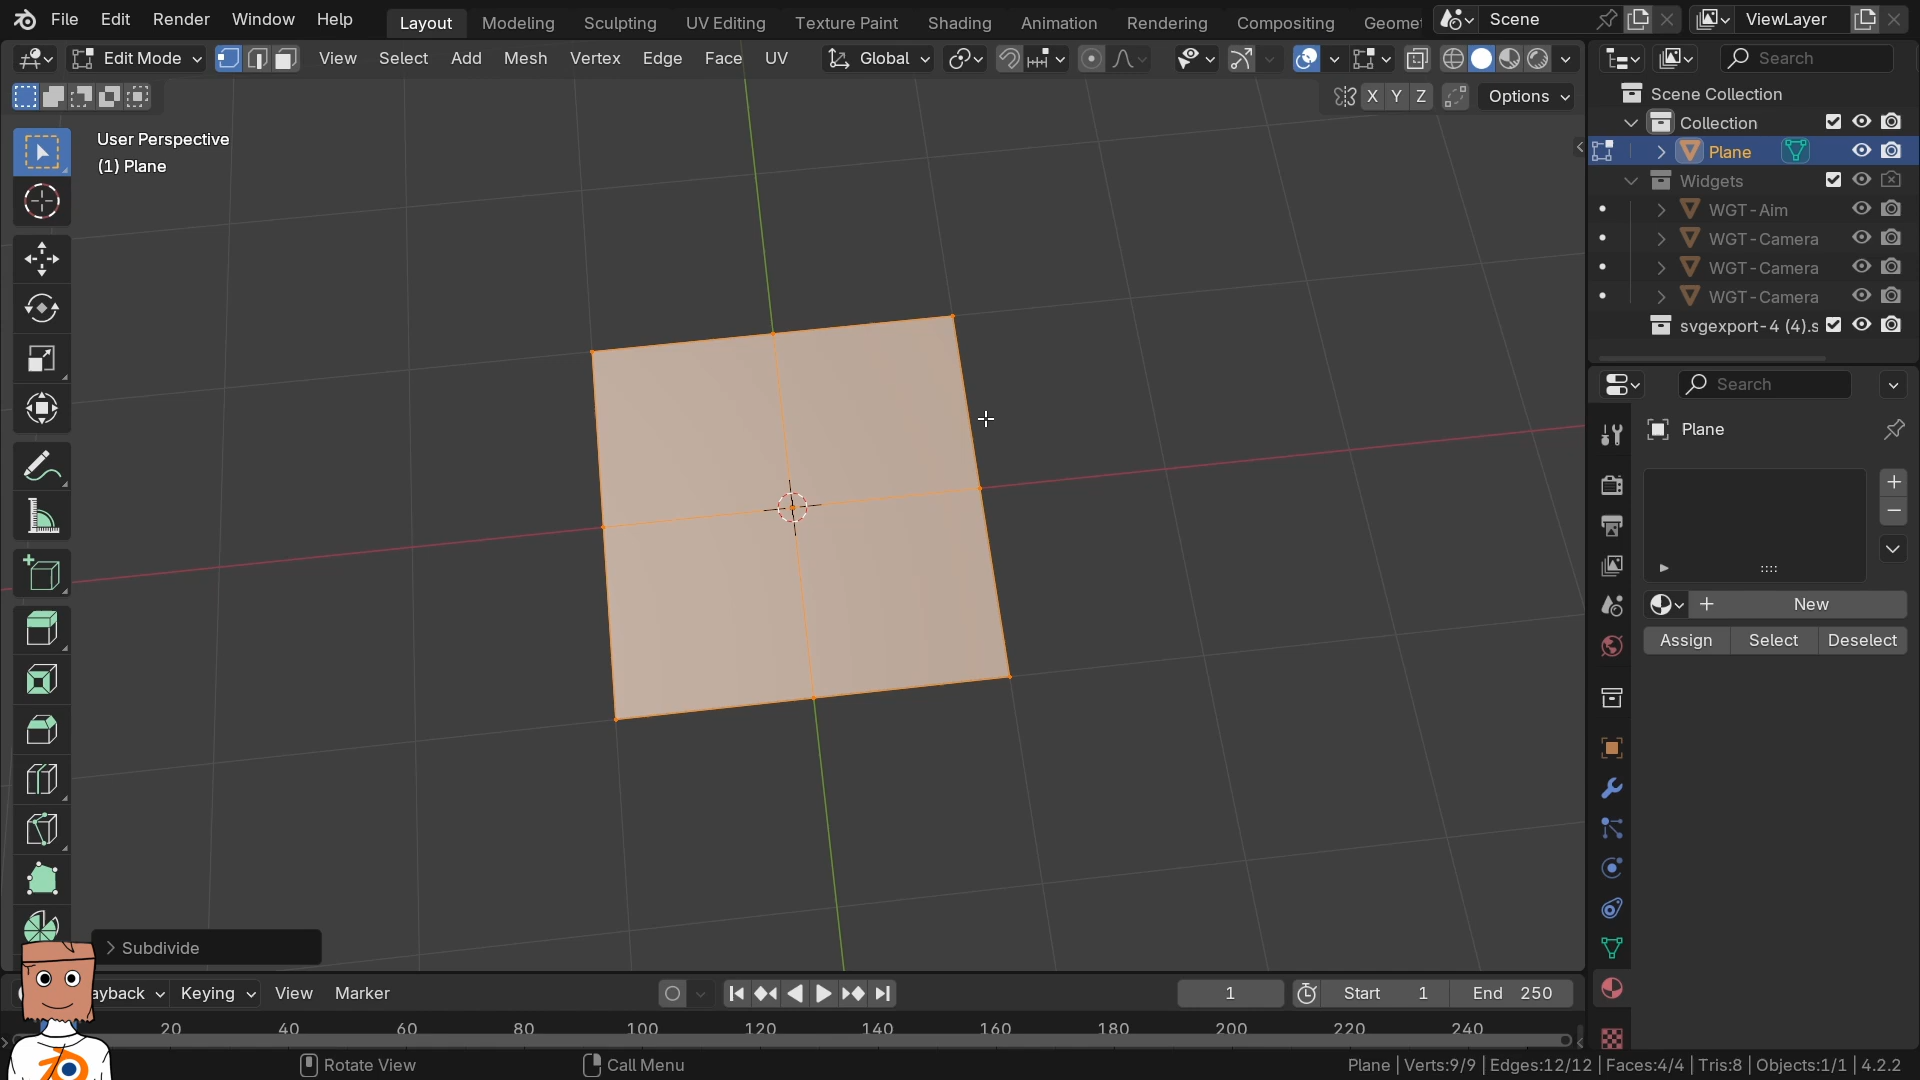 File Edit Render Window Help Layout Modeling Sculpting UV Editing Texture Paint Shading Animation Rendering Compositing Geomet Scene ViewLayer
Edit Mode View Select Add Mesh Vertex Edge Face UV Global Search
X Y Z Options
User Perspective
(1) Plane
Scene Collection
Collection
Plane
Widgets
WGT-Aim
WGT-Camera
WGT-Camera
WGT-Camera
svgexport-4 (4).s
Search
Plane
New
Assign Select Deselect
Subdivide
ayback Keying View Marker 1 Start 1 End 250
20 40 60 80 100 120 140 160 180 200 220 240
Rotate View Call Menu Plane | Verts:9/9 | Edges:12/12 | Faces:4/4 | Tris:8 | Objects:1/1 | 4.2.2